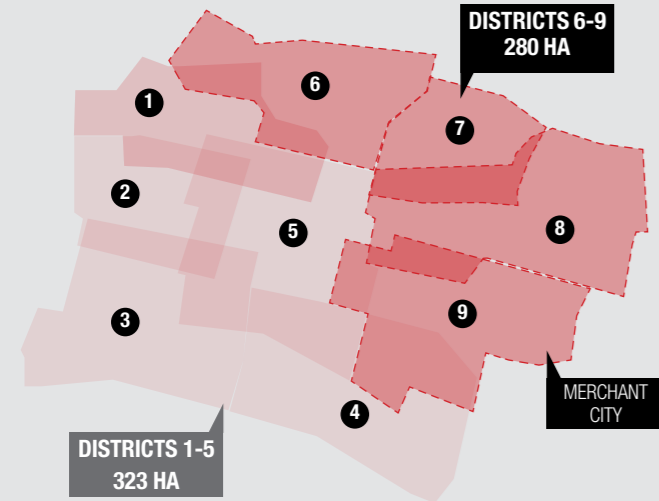 DISTRICTS 6-9
280 HA
6
1
7
2
8
5
9
3
MERCHANT
CITY
4
DISTRICTS 1-5
323 HA